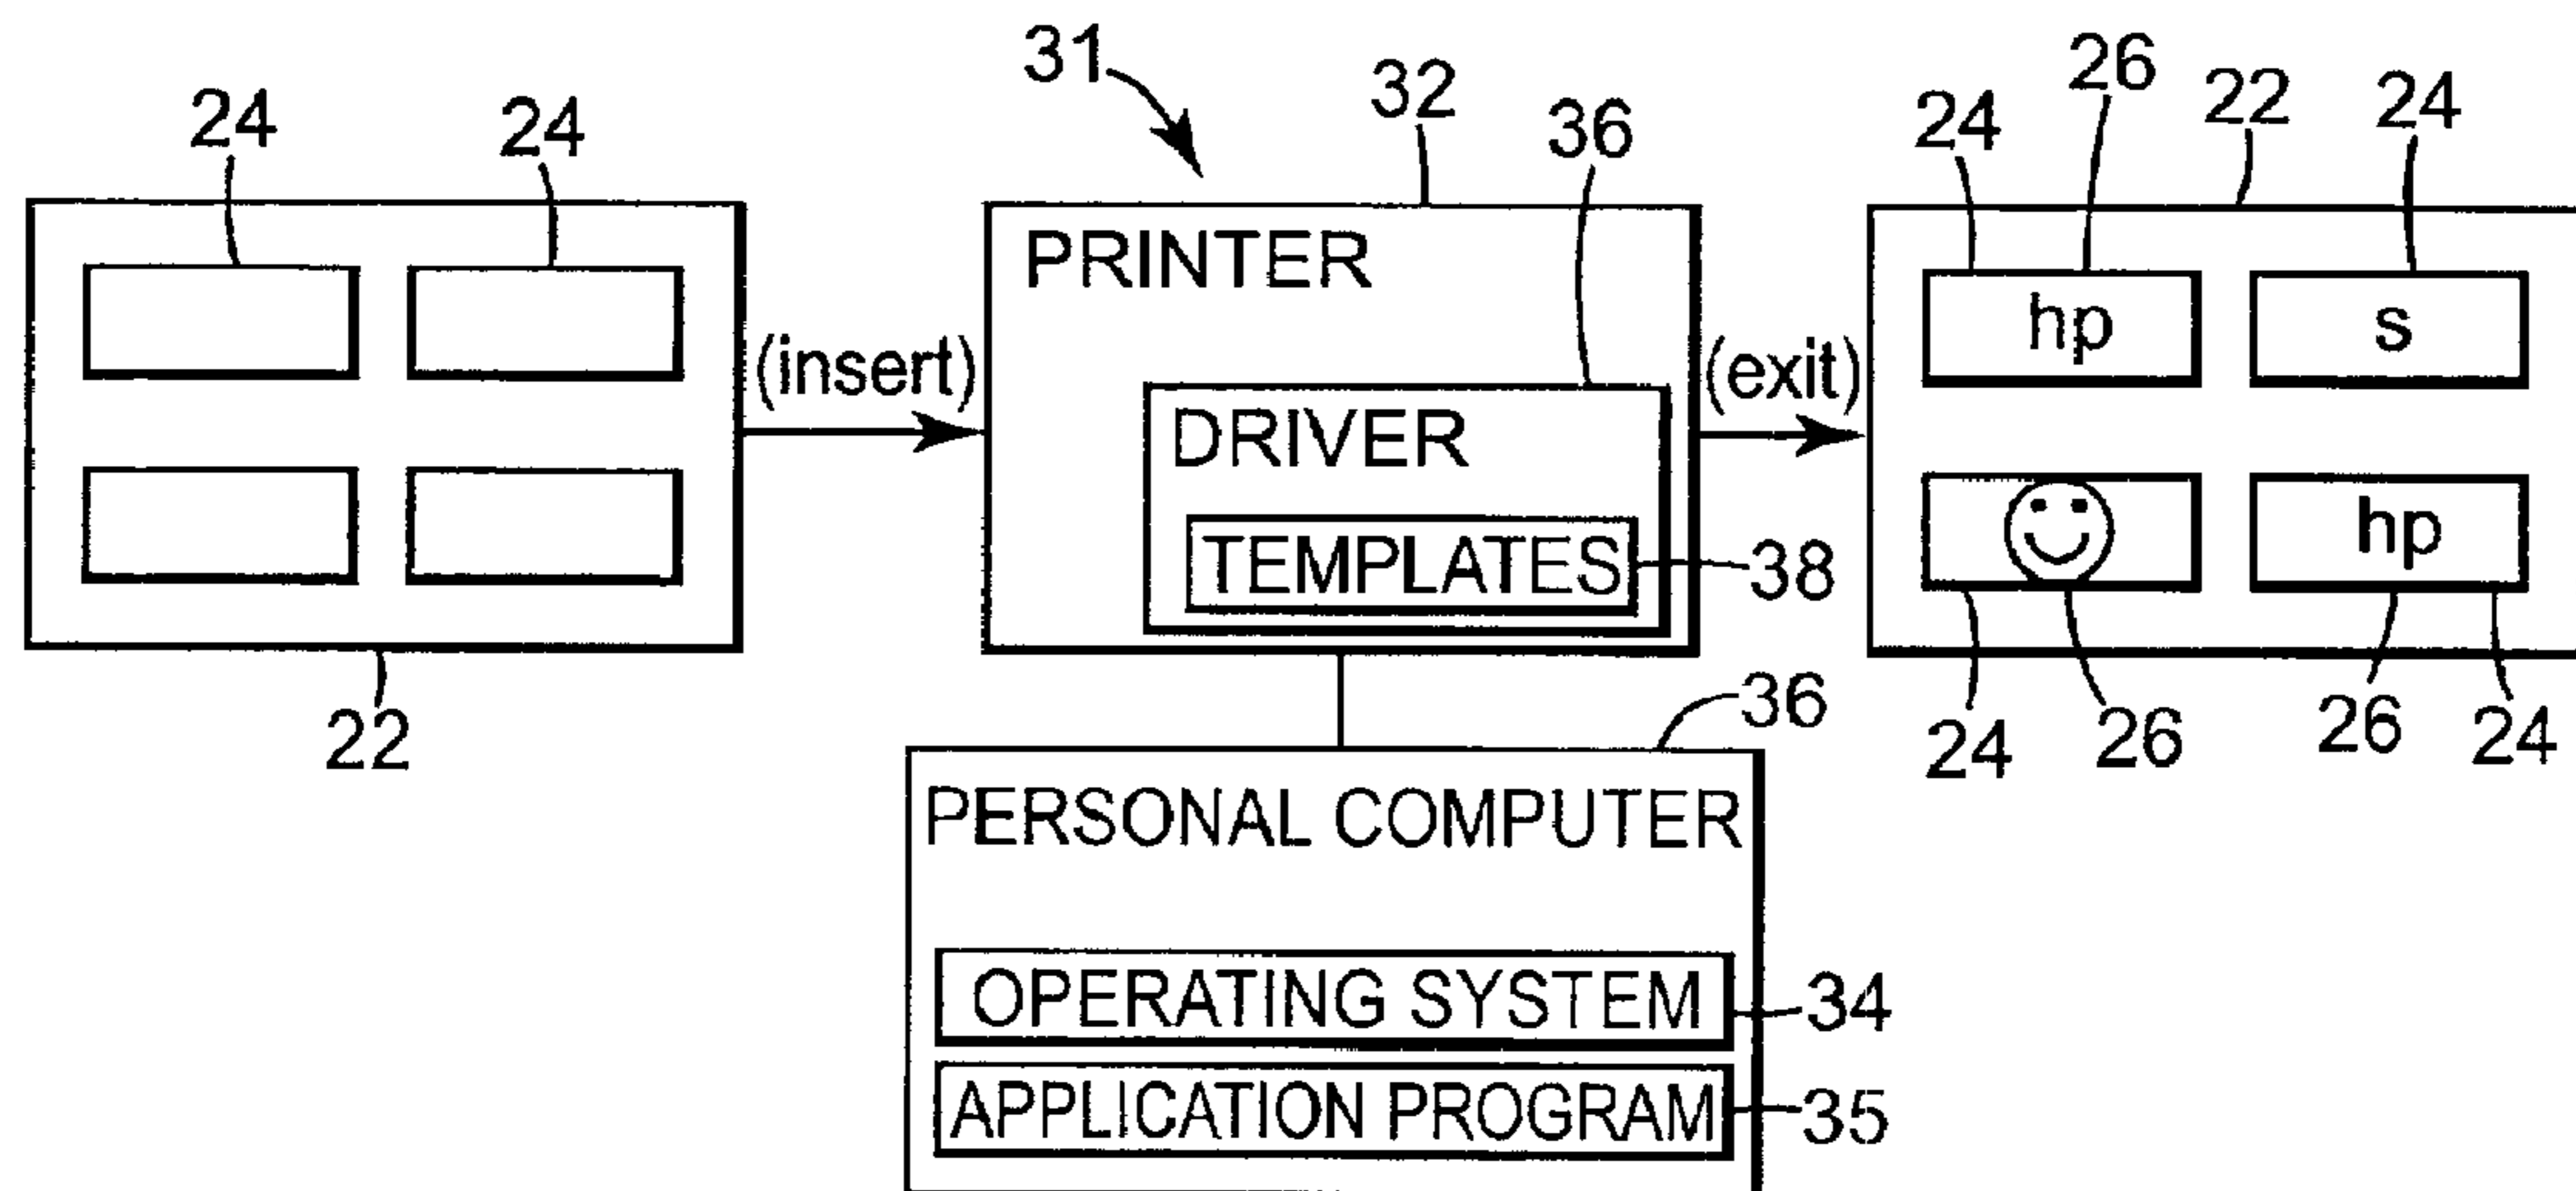 31
32
26
22
24
24
24
36
24
PRINTER
hp
s
(insert)
(exit)
DRIVER
hp
TEMPLATES
38
22
36
24
26
26
24
PERSONAL COMPUTER
OPERATING SYSTEM
34
APPLICATION PROGRAM
35